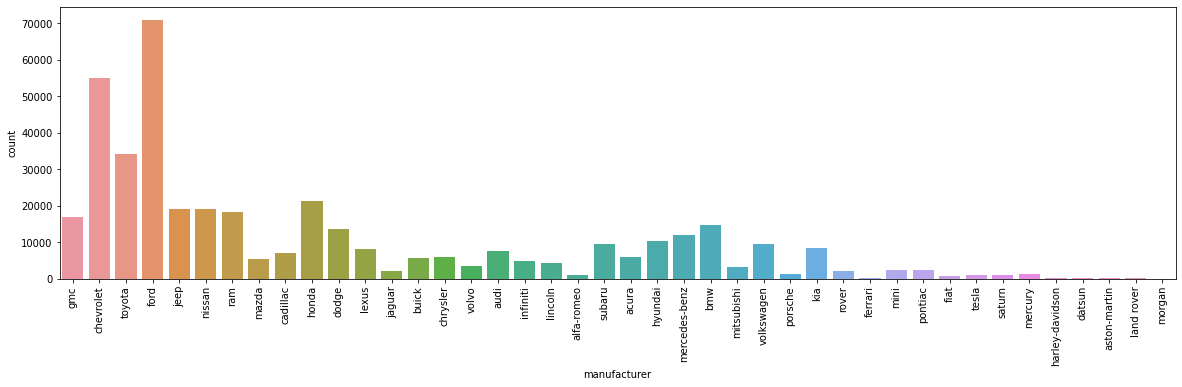 70000
60000
50000
40000
30000
20000
10000
0
count
gmc
chevrolet
toyota
ford
jeep
nissan
ram
mazda
cadillac
honda
dodge
lexus
jaguar
buick
chrysler
volvo
audi
infiniti
lincoln
alfa-romeo
subaru
acura
hyundai
mercedes-benz
bmw
mitsubishi
volkswagen
porsche
kia
rover
ferrari
mini
pontiac
fiat
tesla
saturn
mercury
harley-davidson
datsun
aston-martin
land rover
morgan
manufacturer